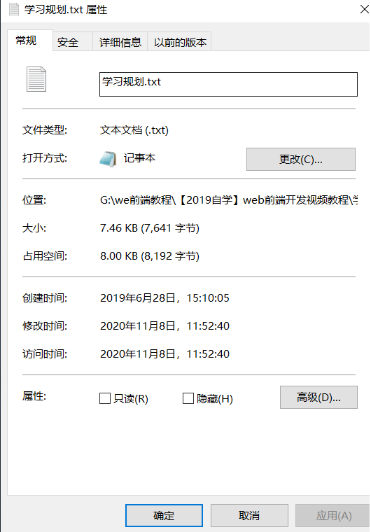 学习规划.txt 属性
常规 安全 详细信息 以前的版本
学习规划.txt
文件类型: 文本文档 (.txt)
打开方式: 记事本 更改(C)...
位置: G:\we前端教程\【2019自学】web前端开发视频教程\学
大小: 7.46 KB (7,641 字节)
占用空间: 8.00 KB (8,192 字节)
创建时间: 2019年6月28日，15:10:05
修改时间: 2020年11月8日，11:52:40
访问时间: 2020年11月8日，11:52:40
属性: 只读(R) 隐藏(H) 高级(D)...
确定 取消 应用(A)